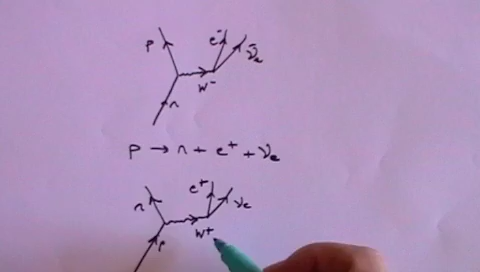 p e⁻ ν̄ₑ
W⁻
n
p → n + e⁺ + νₑ
n e⁺ νₑ
p W⁺